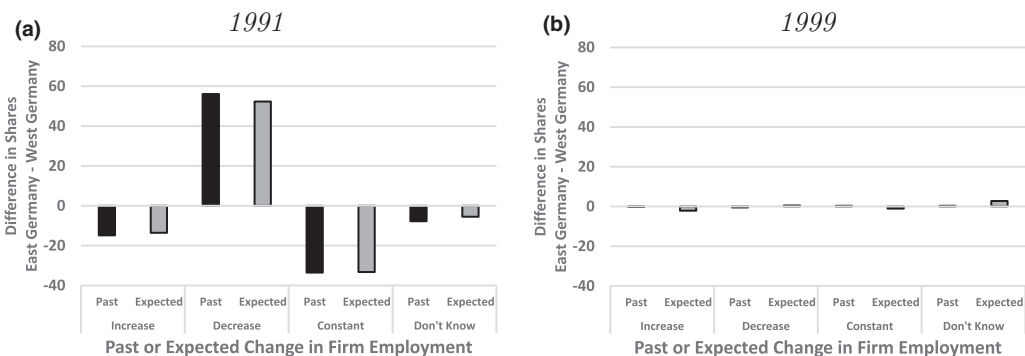 (a) 1991
80
60
40
20
0
-20
-40
Difference in Shares
East Germany - West Germany
Past Expected Past Expected Past Expected Past Expected
Increase Decrease Constant Don't Know
Past or Expected Change in Firm Employment
(b) 1999
80
60
40
20
0
-20
-40
Difference in Shares
East Germany - West Germany
Past Expected Past Expected Past Expected Past Expected
Increase Decrease Constant Don't Know
Past or Expected Change in Firm Employment